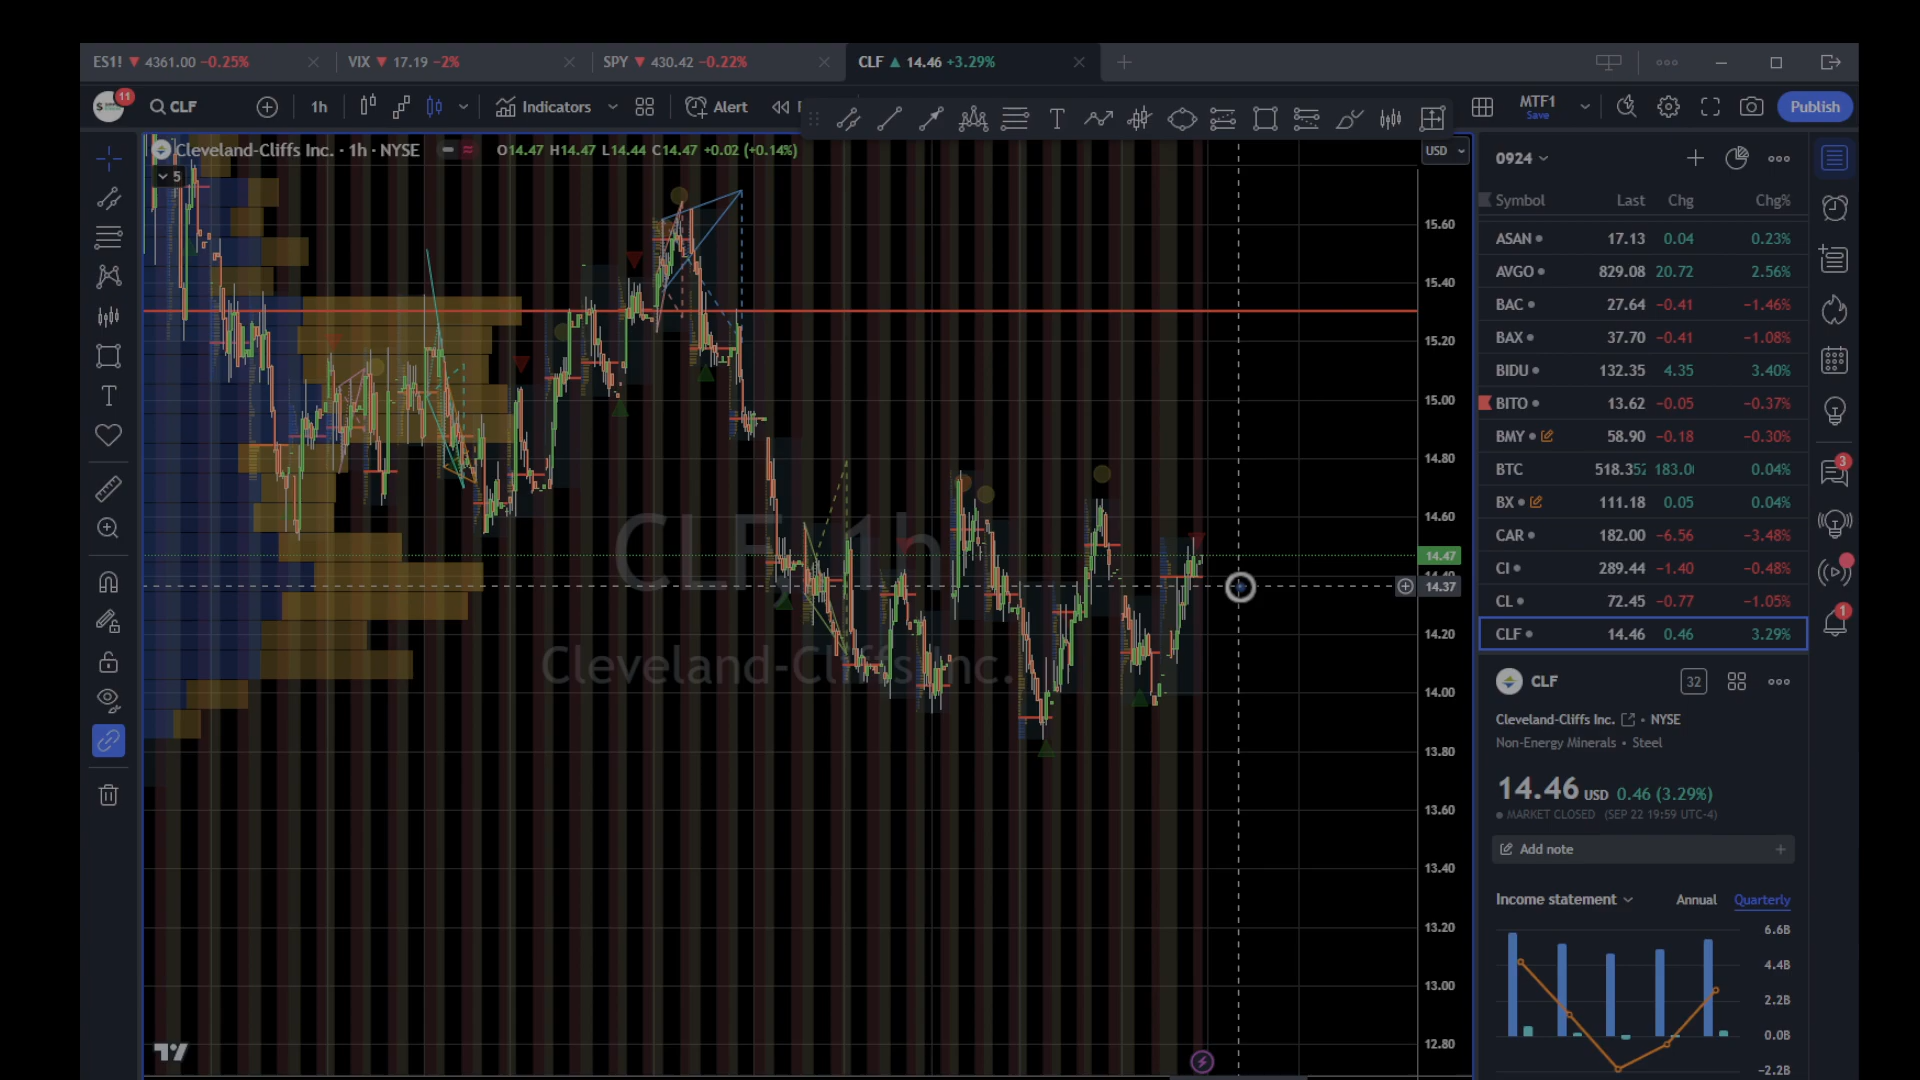 ES1! ▼ 4361.00 −0.25%
VIX ▼ 17.19 −2%
SPY ▼ 430.42 −0.22%
CLF ▲ 14.46 +3.29%
11
CLF
1h
Indicators
Alert
MTF1
Save
Publish
Cleveland-Cliffs Inc. · 1h · NYSE
O14.47 H14.47 L14.44 C14.47 +0.02 (+0.14%)
5
USD
CLF, 1h
Cleveland-Cliffs Inc.
15.60
15.40
15.20
15.00
14.80
14.60
14.47
14.37
14.20
14.00
13.80
13.60
13.40
13.20
13.00
12.80
0924
Symbol Last Chg Chg%
ASAN 17.13 0.04 0.23%
AVGO 829.08 20.72 2.56%
BAC 27.64 −0.41 −1.46%
BAX 37.70 −0.41 −1.08%
BIDU 132.35 4.35 3.40%
BITO 13.62 −0.05 −0.37%
BMY 58.90 −0.18 −0.30%
BTC 518.352 183.0 0.04%
BX 111.18 0.05 0.04%
CAR 182.00 −6.56 −3.48%
CI 289.44 −1.40 −0.48%
CL 72.45 −0.77 −1.05%
CLF 14.46 0.46 3.29%
3
1
CLF
32
Cleveland-Cliffs Inc. • NYSE
Non-Energy Minerals • Steel
14.46 USD 0.46 (3.29%)
MARKET CLOSED (SEP 22 19:59 UTC-4)
Add note
Income statement
Annual
Quarterly
6.6B
4.4B
2.2B
0.0B
−2.2B